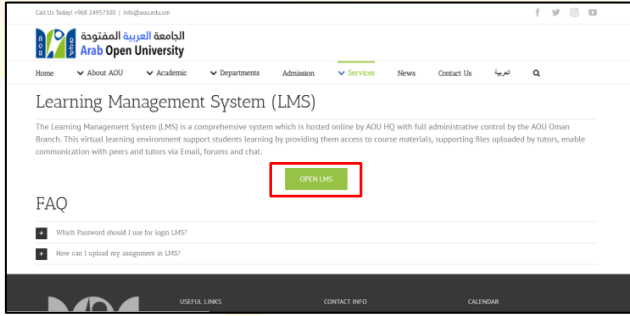 Call Us Today! +968 24957300 | info@aou.edu.om
الجامعة العربية المفتوحة
Arab Open University
Home About AOU Academic Departments Admission Services News Contact Us العربية
Learning Management System (LMS)
The Learning Management System (LMS) is a comprehensive system which is hosted online by AOU HQ with full administrative control by the AOU Oman
Branch. This virtual learning environment support students learning by providing them access to course materials, supporting files uploaded by tutors, enable
communication with peers and tutors via Email, forums and chat.
OPEN LMS
FAQ
Which Password should I use for login LMS?
How can I upload my assignment in LMS?
USEFUL LINKS CONTACT INFO CALENDAR